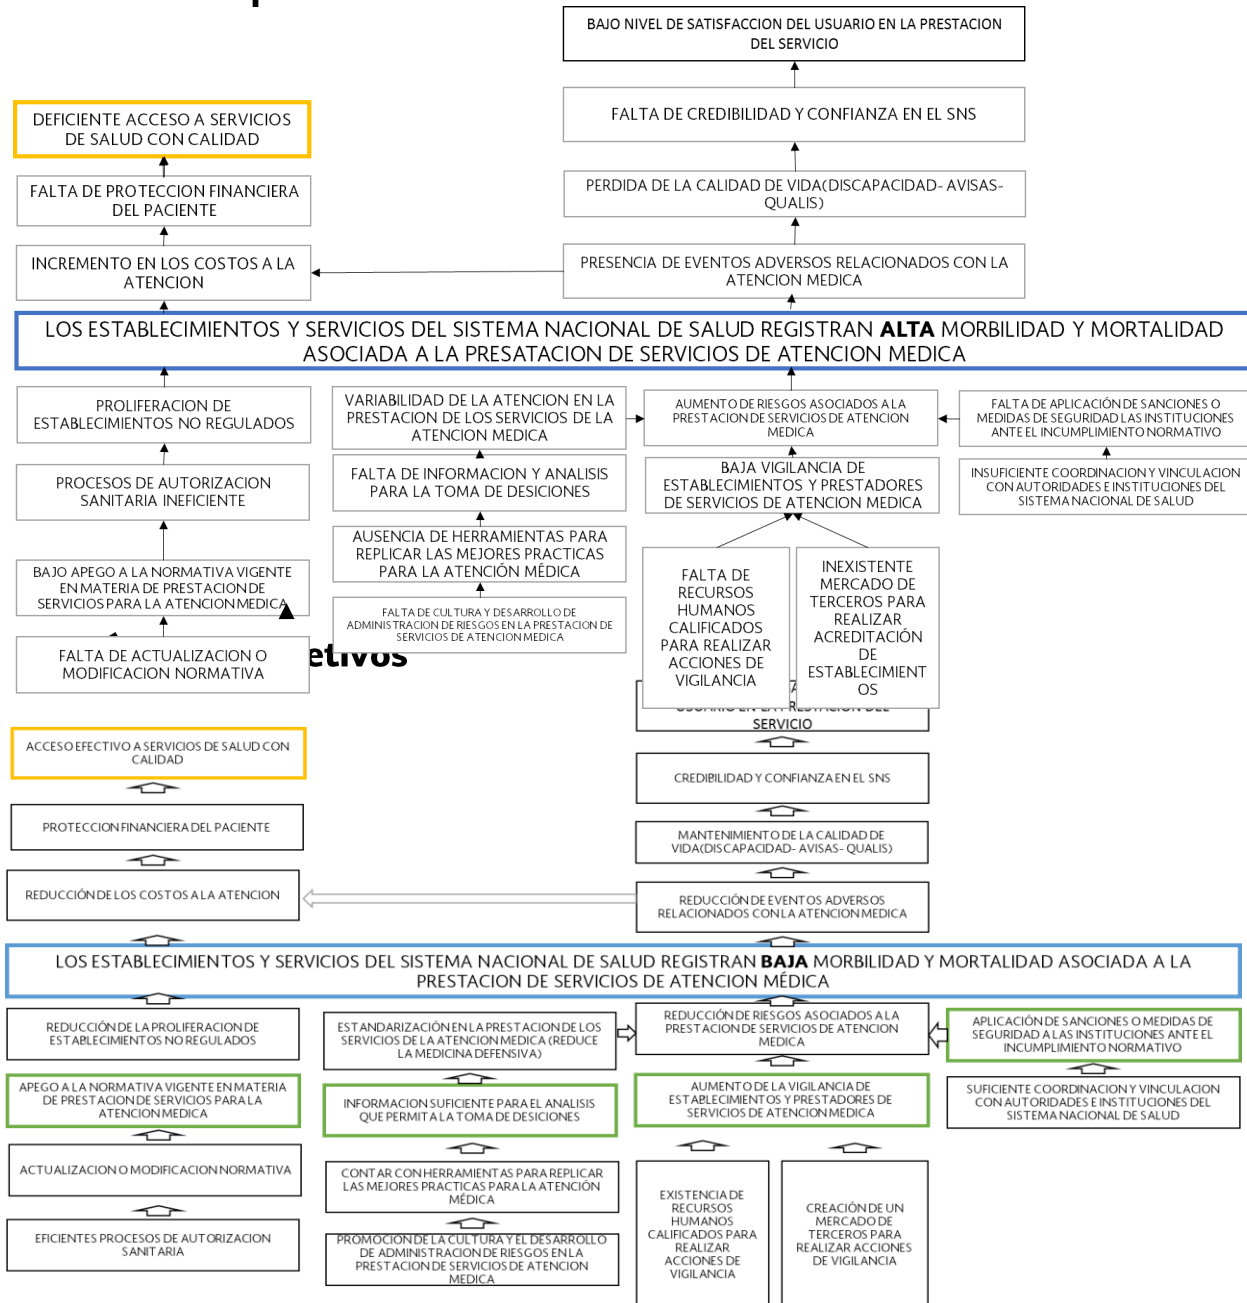 BAJO NIVEL DE SATISFACCION DEL USUARIO EN LA PRESTACION
DEL SERVICIO
FALTA DE CREDIBILIDAD Y CONFIANZA EN EL SNS
DEFICIENTE ACCESO A SERVICIOS
DE SALUD CON CALIDAD
PERDIDA DE LA CALIDAD DE VIDA(DISCAPACIDAD- AVISAS-
QUALIS)
FALTA DE PROTECCION FINANCIERA
DEL PACIENTE
PRESENCIA DE EVENTOS ADVERSOS RELACIONADOS CON LA
ATENCION MEDICA
INCREMENTO EN LOS COSTOS A LA
ATENCION
LOS ESTABLECIMIENTOS Y SERVICIOS DEL SISTEMA NACIONAL DE SALUD REGISTRAN ALTA MORBILIDAD Y MORTALIDAD
ASOCIADA A LA PRESATACION DE SERVICIOS DE ATENCION MEDICA
PROLIFERACION DE
ESTABLECIMIENTOS NO REGULADOS
PROCESOS DE AUTORIZACION
SANITARIA INEFICIENTE
BAJO APEGO A LA NORMATIVA VIGENTE
EN MATERIA DE PRESTACION DE
SERVICIOS PARA LA ATENCION MEDICA
FALTA DE ACTUALIZACION O
MODIFICACION NORMATIVA
VARIABILIDAD DE LA ATENCION EN LA
PRESTACION DE LOS SERVICIOS DE LA
ATENCION MEDICA
FALTA DE INFORMACION Y ANALISIS
PARA LA TOMA DE DESICIONES
AUSENCIA DE HERRAMIENTAS PARA
REPLICAR LAS MEJORES PRACTICAS
PARA LA ATENCIÓN MÉDICA
FALTA DE CULTURA Y DESARROLLO DE
ADMINISTRACION DE RIESGOS EN LA PRESTACION DE
SERVICIOS DE ATENCION MEDICA
AUMENTO DE RIESGOS ASOCIADOS A LA
PRESTACION DE SERVICIOS DE ATENCION
MEDICA
BAJA VIGILANCIA DE
ESTABLECIMIENTOS Y PRESTADORES
DE SERVICIOS DE ATENCION MEDICA
FALTA DE
RECURSOS
HUMANOS
CALIFICADOS
PARA REALIZAR
ACCIONES DE
VIGILANCIA
INEXISTENTE
MERCADO DE
TERCEROS PARA
REALIZAR
ACREDITACIÓN
DE
ESTABLECIMIENT
OS
FALTA DE APLICACIÓN DE SANCIONES O
MEDIDAS DE SEGURIDAD LAS INSTITUCIONES
ANTE EL INCUMPLIMIENTO NORMATIVO
INSUFICIENTE COORDINACION Y VINCULACION
CON AUTORIDADES E INSTITUCIONES DEL
SISTEMA NACIONAL DE SALUD
etivos
USUARIO EN LA PRESTACION DEL
SERVICIO
ACCESO EFECTIVO A SERVICIOS DE SALUD CON
CALIDAD
CREDIBILIDAD Y CONFIANZA EN EL SNS
PROTECCION FINANCIERA DEL PACIENTE
MANTENIMIENTO DE LA CALIDAD DE
VIDA(DISCAPACIDAD- AVISAS- QUALIS)
REDUCCIÓN DE LOS COSTOS A LA ATENCION
REDUCCIÓN DE EVENTOS ADVERSOS
RELACIONADOS CON LA ATENCION MEDICA
LOS ESTABLECIMIENTOS Y SERVICIOS DEL SISTEMA NACIONAL DE SALUD REGISTRAN BAJA MORBILIDAD Y MORTALIDAD ASOCIADA A LA
PRESTACION DE SERVICIOS DE ATENCION MÉDICA
REDUCCIÓN DE LA PROLIFERACION DE
ESTABLECIMIENTOS NO REGULADOS
APEGO A LA NORMATIVA VIGENTE EN MATERIA
DE PRESTACION DE SERVICIOS PARA LA
ATENCION MEDICA
ACTUALIZACION O MODIFICACION NORMATIVA
EFICIENTES PROCESOS DE AUTORIZACION
SANITARIA
ESTANDARIZACIÓN EN LA PRESTACION DE LOS
SERVICIOS DE LA ATENCION MEDICA (REDUCE
LA MEDICINA DEFENSIVA)
INFORMACION SUFICIENTE PARA EL ANALISIS
QUE PERMITA LA TOMA DE DESICIONES
CONTAR CON HERRAMIENTAS PARA REPLICAR
LAS MEJORES PRACTICAS PARA LA ATENCIÓN
MÉDICA
PROMOCION DE LA CULTURA Y EL DESARROLLO
DE ADMINISTRACION DE RIESGOS EN LA
PRESTACION DE SERVICIOS DE ATENCION
MEDICA
REDUCCIÓN DE RIESGOS ASOCIADOS A LA
PRESTACION DE SERVICIOS DE ATENCION
MEDICA
AUMENTO DE LA VIGILANCIA DE
ESTABLECIMIENTOS Y PRESTADORES DE
SERVICIOS DE ATENCION MEDICA
EXISTENCIA DE
RECURSOS
HUMANOS
CALIFICADOS PARA
REALIZAR
ACCIONES DE
VIGILANCIA
CREACIÓN DE UN
MERCADO DE
TERCEROS PARA
REALIZAR ACCIONES
DE VIGILANCIA
APLICACIÓN DE SANCIONES O MEDIDAS DE
SEGURIDAD A LAS INSTITUCIONES ANTE EL
INCUMPLIMIENTO NORMATIVO
SUFICIENTE COORDINACION Y VINCULACION
CON AUTORIDADES E INSTITUCIONES DEL
SISTEMA NACIONAL DE SALUD